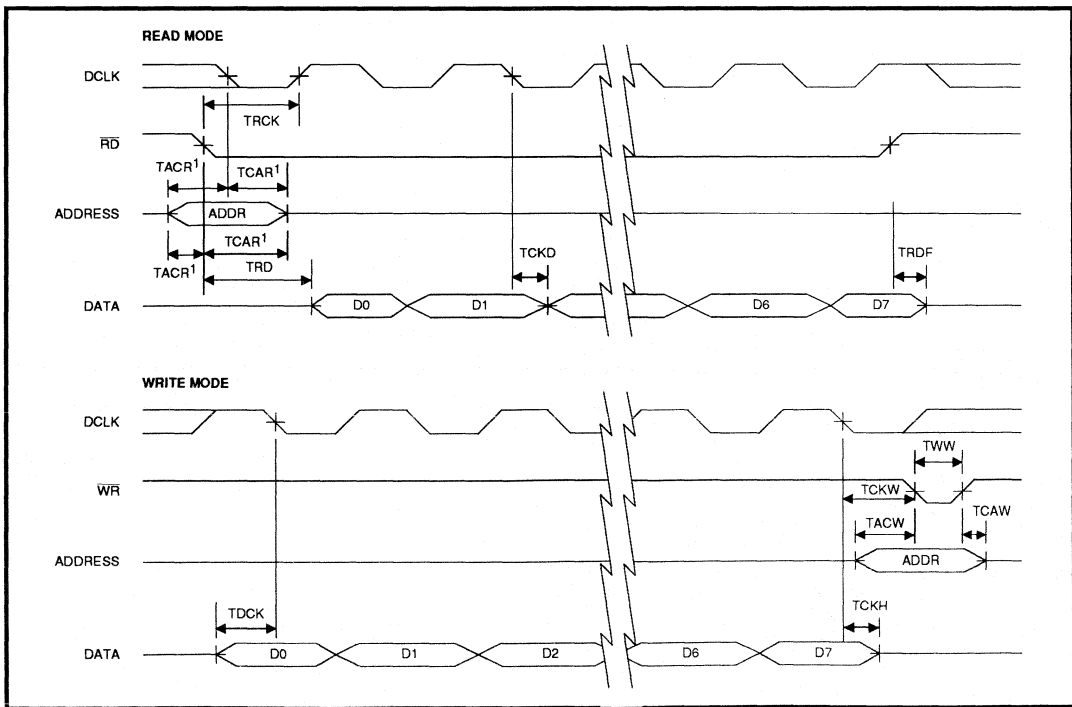 READ MODE
DCLK
TRCK
RD
TACR1 TCAR1
ADDRESS ADDR
TCAR1
TACR1 TRD TCKD TRDF
DATA D0 D1 D6 D7
WRITE MODE
DCLK
TWW
WR TCKW
TACW TCAW
ADDRESS ADDR
TDCK TCKH
DATA D0 D1 D2 D6 D7